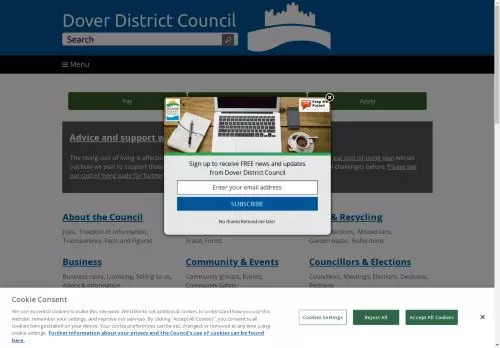 Dover District Council
Search
Menu
Pay
Apply
Advice and support w
The rising cost of living is affecti
our cost-of-living plan will set
out how we plan to support those
challenges before. Please see
our cost of living page for further
Keep Me Posted
Sign up to receive FREE news and updates
from Dover District Council
Enter your email address
SUBSCRIBE
No thanks Remind me later
About the Council
& Recycling
Jobs, Freedom of Information,
Transparency, Facts and Figures
Fraud, Forms
ections, Missed bins,
Garden waste, Bulky items
Business
Community & Events
Councillors & Elections
Business rates, Licensing, Selling to us,
Advice & information
Community groups, Events,
Community Safety
Councillors, Meetings, Elections, Decisions,
Petitions
Cookie Consent
We use essential cookies to make this site work. We'd like to set additional cookies to understand how you use this
website, remember your settings, and improve our services. By clicking "Accept All Cookies", you consent to
all cookies being installed on your device. Your cookie preferences can be set, changed, or removed at any time using
cookie settings. Further information about your privacy and the Council's use of cookies can be found
here.
Cookies Settings
Reject All
Accept All Cookies